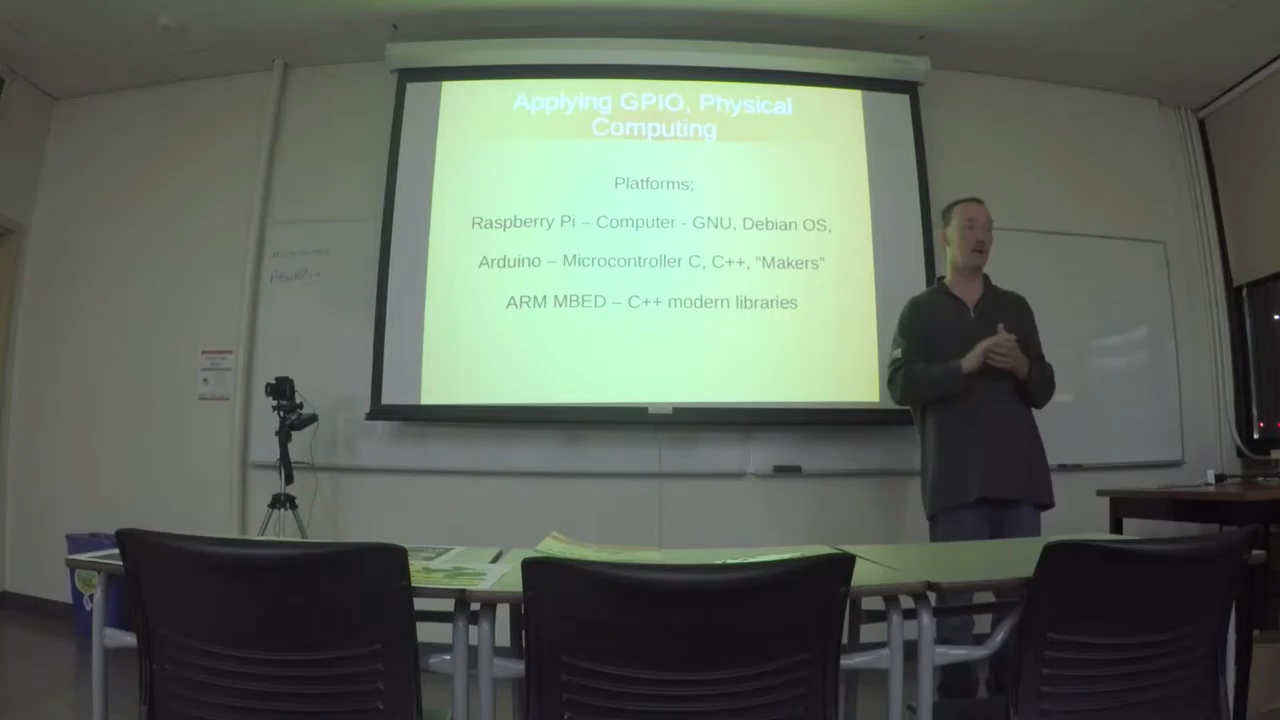 Applying GPIO, Physical
Computing
Platforms;
Raspberry Pi – Computer - GNU, Debian OS,
Arduino – Microcontroller C, C++, “Makers”
ARM MBED – C++ modern libraries